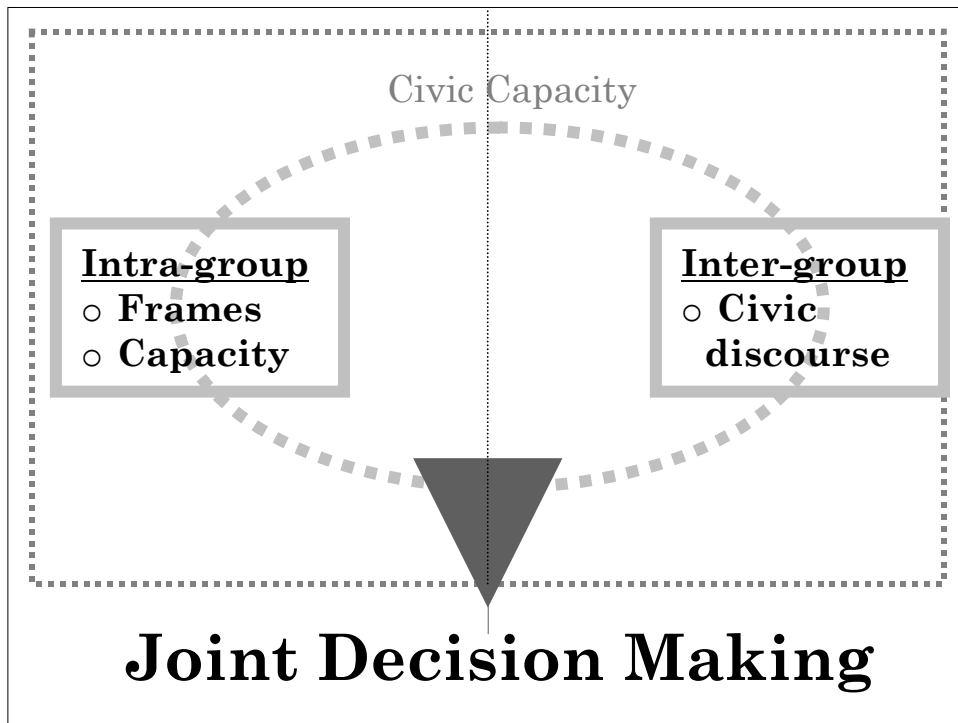 Civic Capacity
Intra-group
○ Frames
○ Capacity
Inter-group
○ Civic
discourse
Joint Decision Making